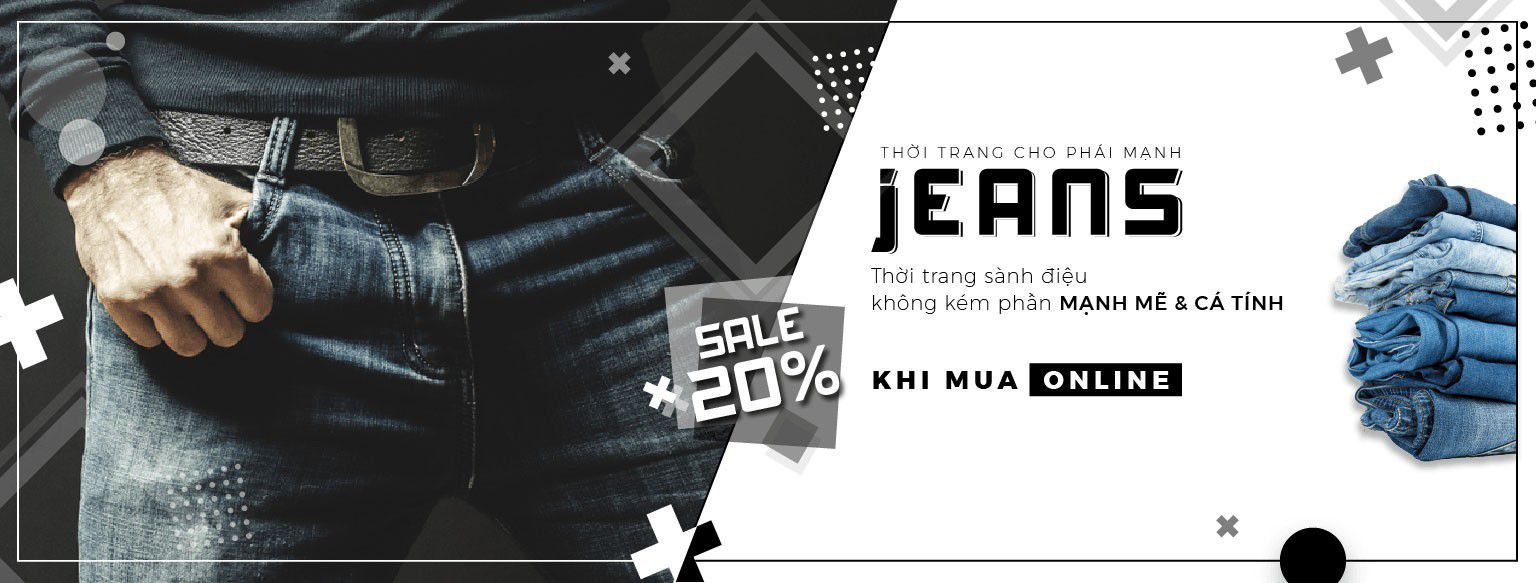 THỜI TRANG CHO PHÁI MẠNH
jEANS
Thời trang sành điệu
không kém phần MẠNH MẼ & CÁ TÍNH
SALE
20%
KHI MUA ONLINE